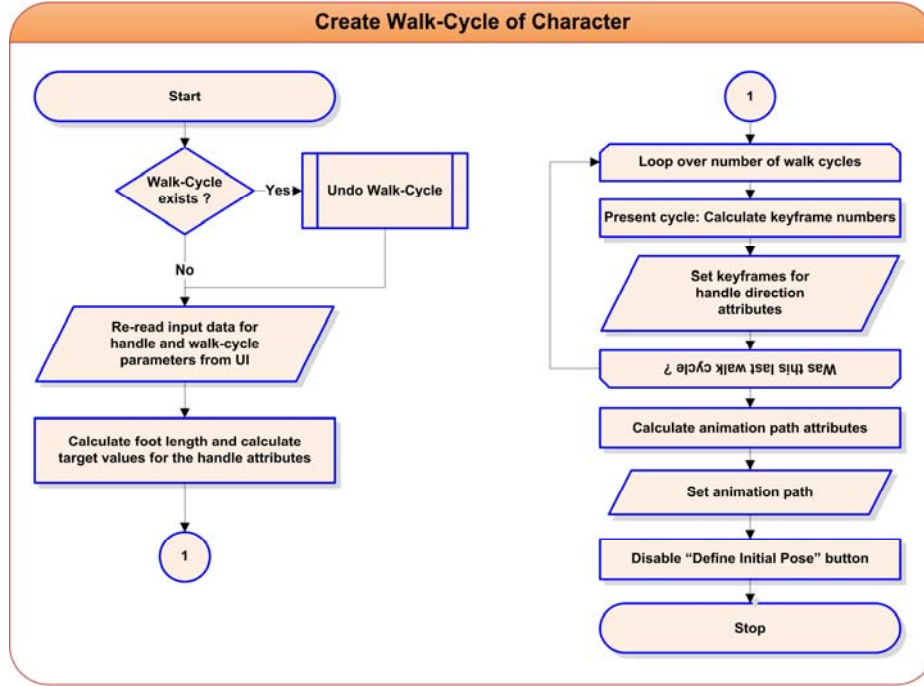 Create Walk-Cycle of Character
Start
Walk-Cycle
exists ?
Yes
Undo Walk-Cycle
No
Re-read input data for
handle and walk-cycle
parameters from UI
Calculate foot length and calculate
target values for the handle attributes
1
1
Loop over number of walk cycles
Present cycle: Calculate keyframe numbers
Set keyframes for
handle direction
attributes
Was this last walk cycle ?
Calculate animation path attributes
Set animation path
Disable “Define Initial Pose” button
Stop